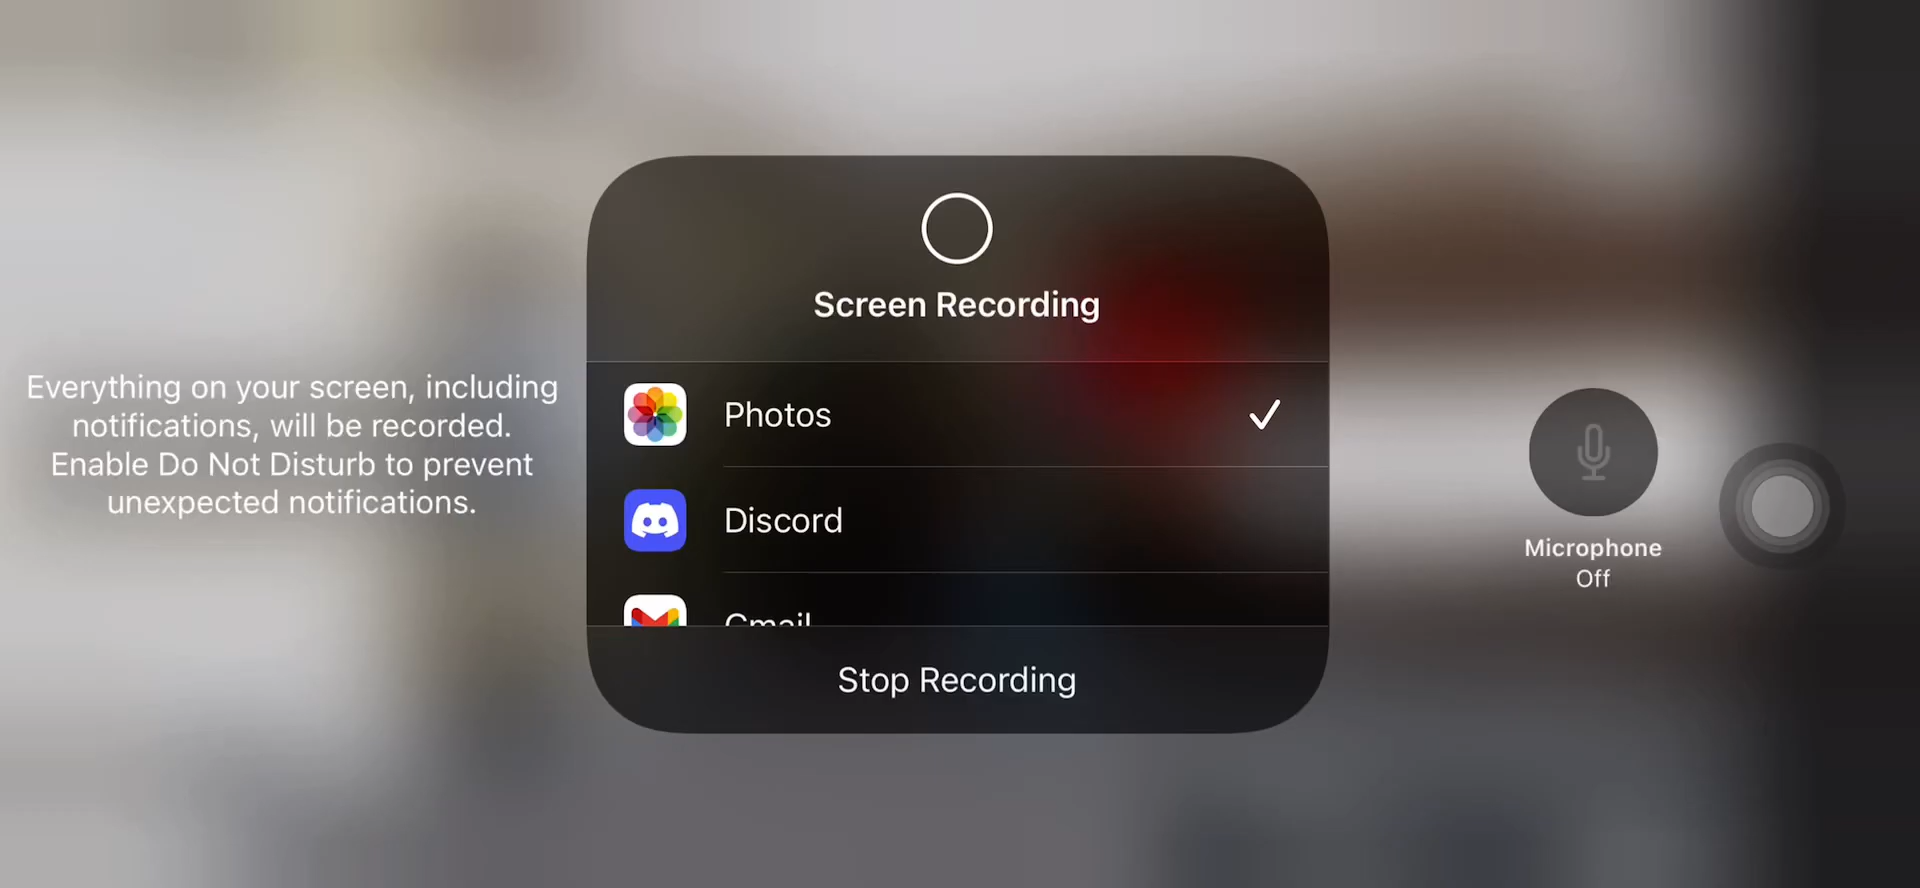 Everything on your screen, including
notifications, will be recorded.
Enable Do Not Disturb to prevent
unexpected notifications.
Screen Recording
Photos
Discord
Gmail
Stop Recording
Microphone
Off